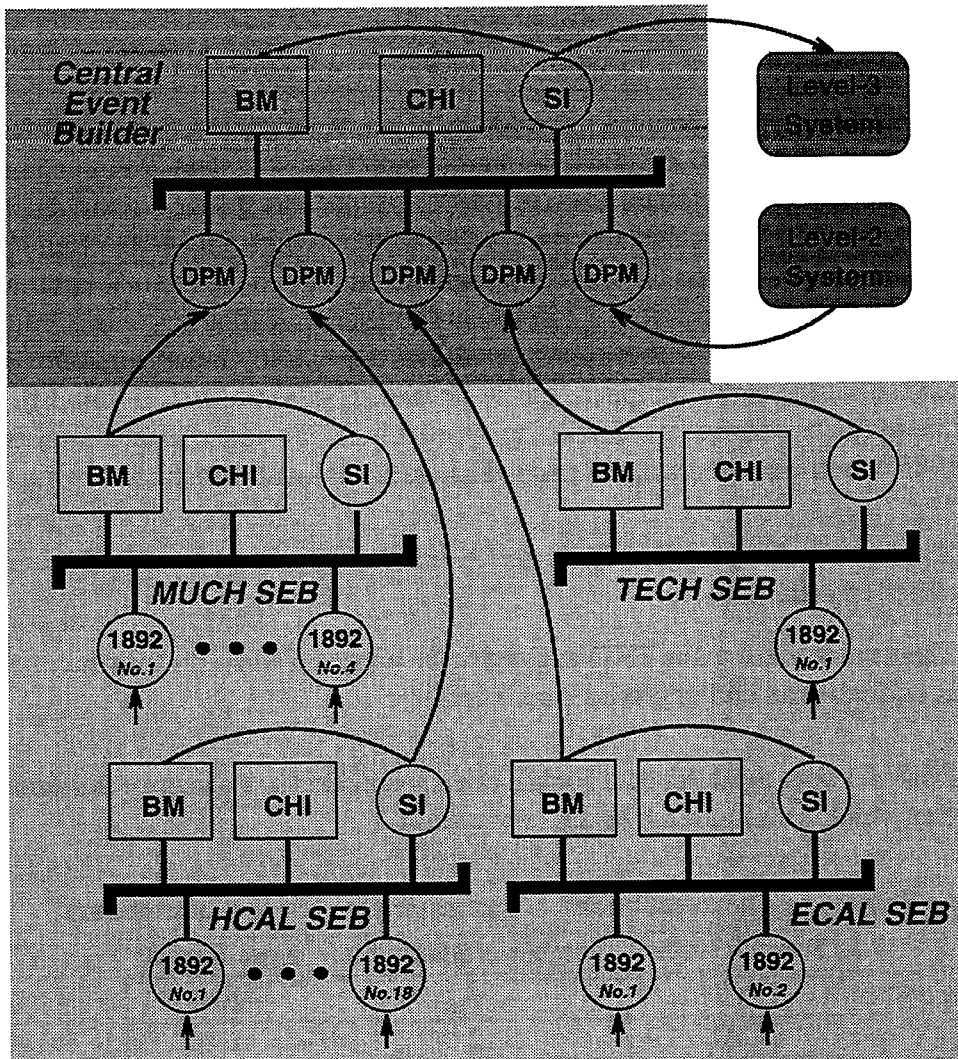 Central
Event
Builder
BM
CHI
SI
Level-3
System
DPM
DPM
DPM
DPM
DPM
Level-2
System
BM
CHI
SI
BM
CHI
SI
MUCH SEB
TECH SEB
1892
No.1
1892
No.4
1892
No.1
BM
CHI
SI
BM
CHI
SI
HCAL SEB
ECAL SEB
1892
No.1
1892
No.18
1892
No.1
1892
No.2